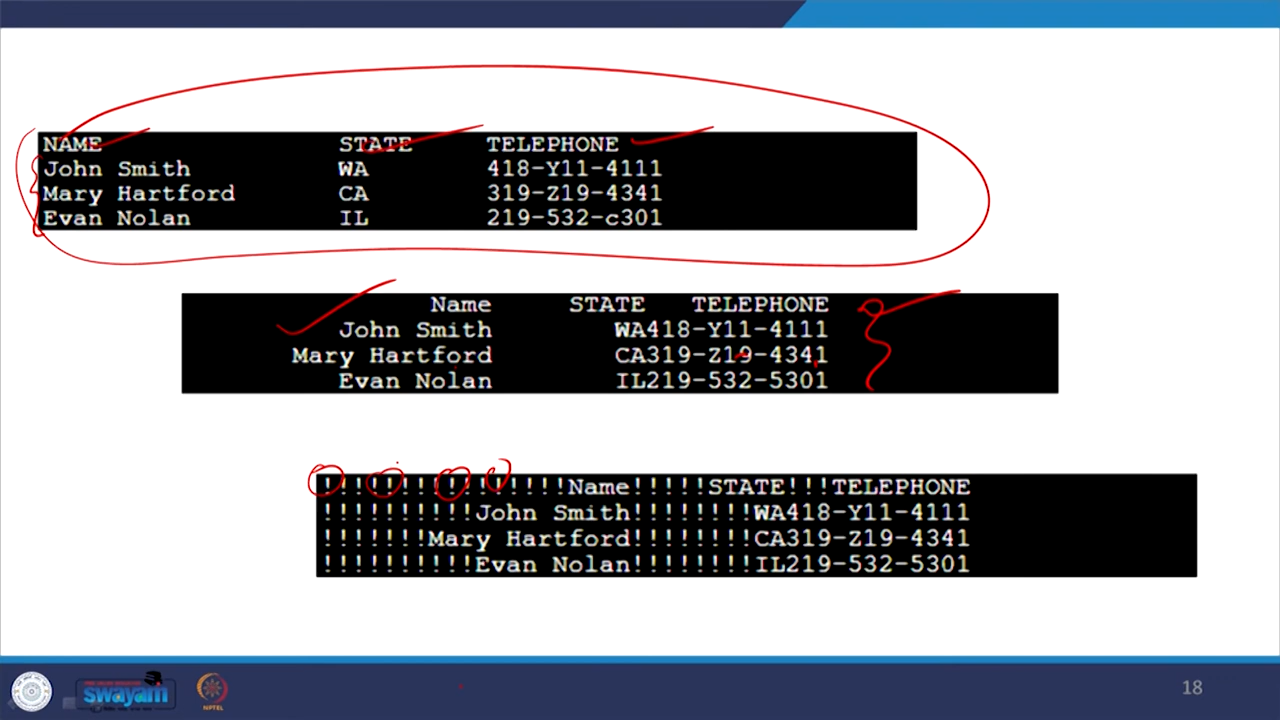 NAME STATE TELEPHONE
John Smith WA 418-Y11-4111
Mary Hartford CA 319-Z19-4341
Evan Nolan IL 219-532-c301
Name STATE TELEPHONE
John Smith WA418-Y11-4111
Mary Hartford CA319-Z19-4341
Evan Nolan IL219-532-5301
!!!!!!!!!!!!!!!!Name!!!!!STATE!!!TELEPHONE
!!!!!!!!!!John Smith!!!!!!!!WA418-Y11-4111
!!!!!!!Mary Hartford!!!!!!!!CA319-Z19-4341
!!!!!!!!!!Evan Nolan!!!!!!!!IL219-532-5301
swayam
NPTEL
18